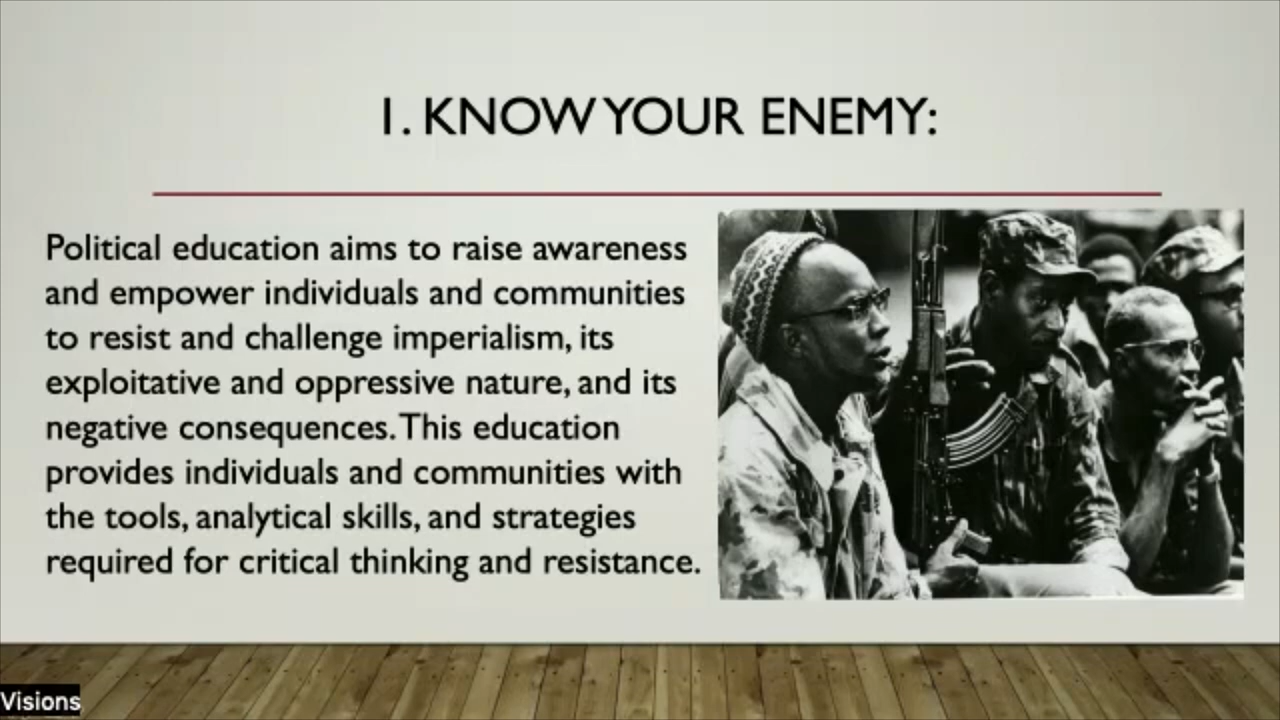 1. KNOW YOUR ENEMY:
Political education aims to raise awareness
and empower individuals and communities
to resist and challenge imperialism, its
exploitative and oppressive nature, and its
negative consequences. This education
provides individuals and communities with
the tools, analytical skills, and strategies
required for critical thinking and resistance.
Visions